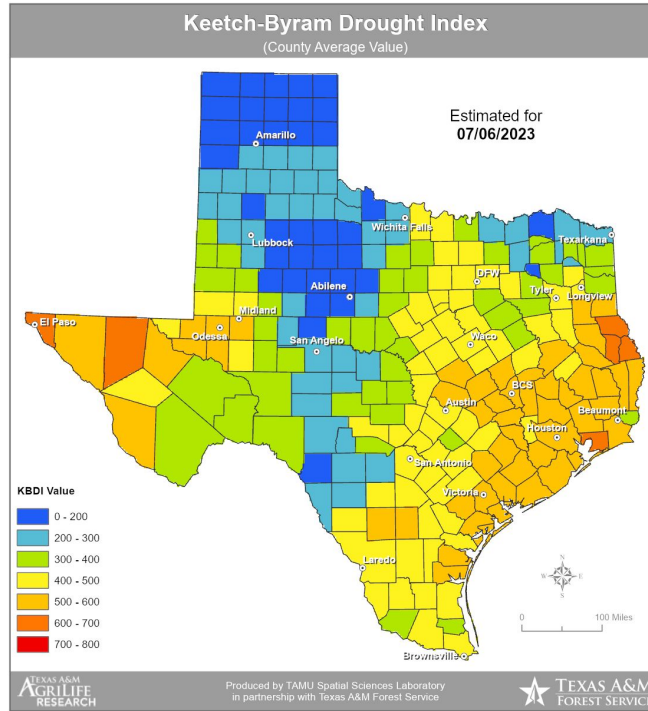 Keetch-Byram Drought Index
(County Average Value)
Estimated for
07/06/2023
Amarillo
Wichita Falls
Texarkana
Lubbock
Abilene
DFW
Tyler
Longview
El Paso
Midland
Odessa
San Angelo
Waco
BCS
Austin
Beaumont
Houston
San Antonio
Victoria
Laredo
Brownsville
KBDI Value
0 - 200
200 - 300
300 - 400
400 - 500
500 - 600
600 - 700
700 - 800
N
W E
S
0 100 Miles
TEXAS A&M
AGRILIFE
RESEARCH
Produced by TAMU Spatial Sciences Laboratory
in partnership with Texas A&M Forest Service
TEXAS A&M
FOREST SERVICE